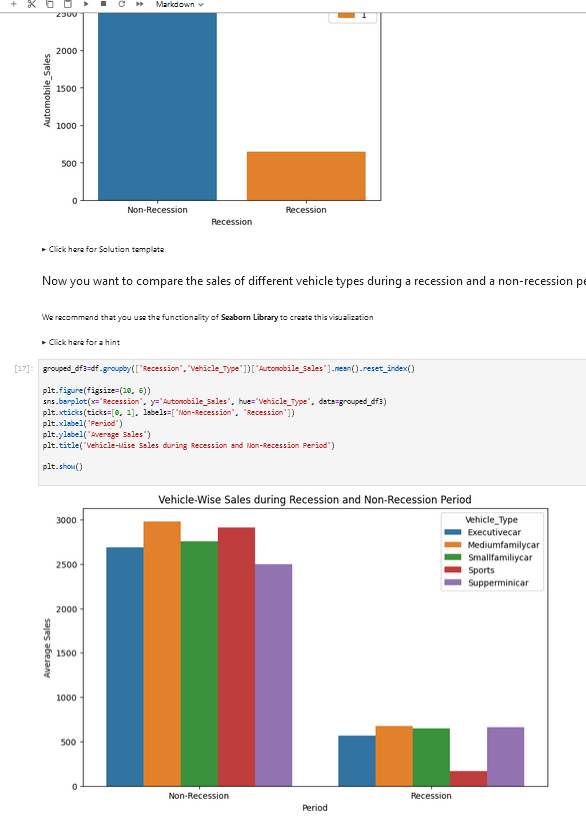 Markdown
2500
1
2000
1500
1000
500
0
Automobile_Sales
Non-Recession Recession
Recession
Click here for Solution template
Now you want to compare the sales of different vehicle types during a recession and a non-recession pe
We recommend that you use the functionality of Seaborn Library to create this visualization
Click here for a hint
[17]: grouped_df3=df.groupby(['Recession','Vehicle_Type'])['Automobile_Sales'].mean().reset_index()
plt.figure(figsize=(10, 6))
sns.barplot(x='Recession', y='Automobile_Sales', hue='Vehicle_Type', data=grouped_df3)
plt.xticks(ticks=[0, 1], labels=['Non-Recession', 'Recession'])
plt.xlabel('Period')
plt.ylabel('Average Sales')
plt.title('Vehicle-Wise Sales during Recession and Non-Recession Period')
plt.show()
Vehicle-Wise Sales during Recession and Non-Recession Period
Vehicle_Type
Executivecar
Mediumfamilycar
Smallfamiliycar
Sports
Supperminicar
3000
2500
2000
1500
1000
500
0
Average Sales
Non-Recession Recession
Period